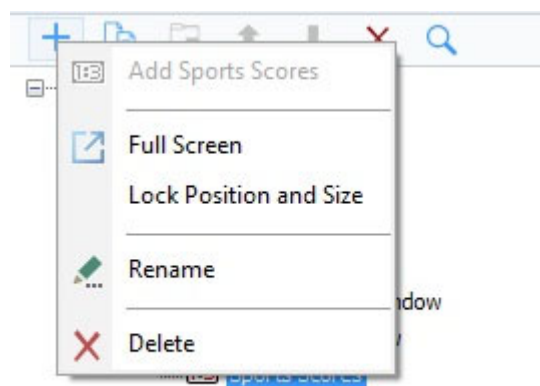 1:3 Add Sports Scores
Full Screen
Lock Position and Size
Rename
ndow
Delete
Sports Scores